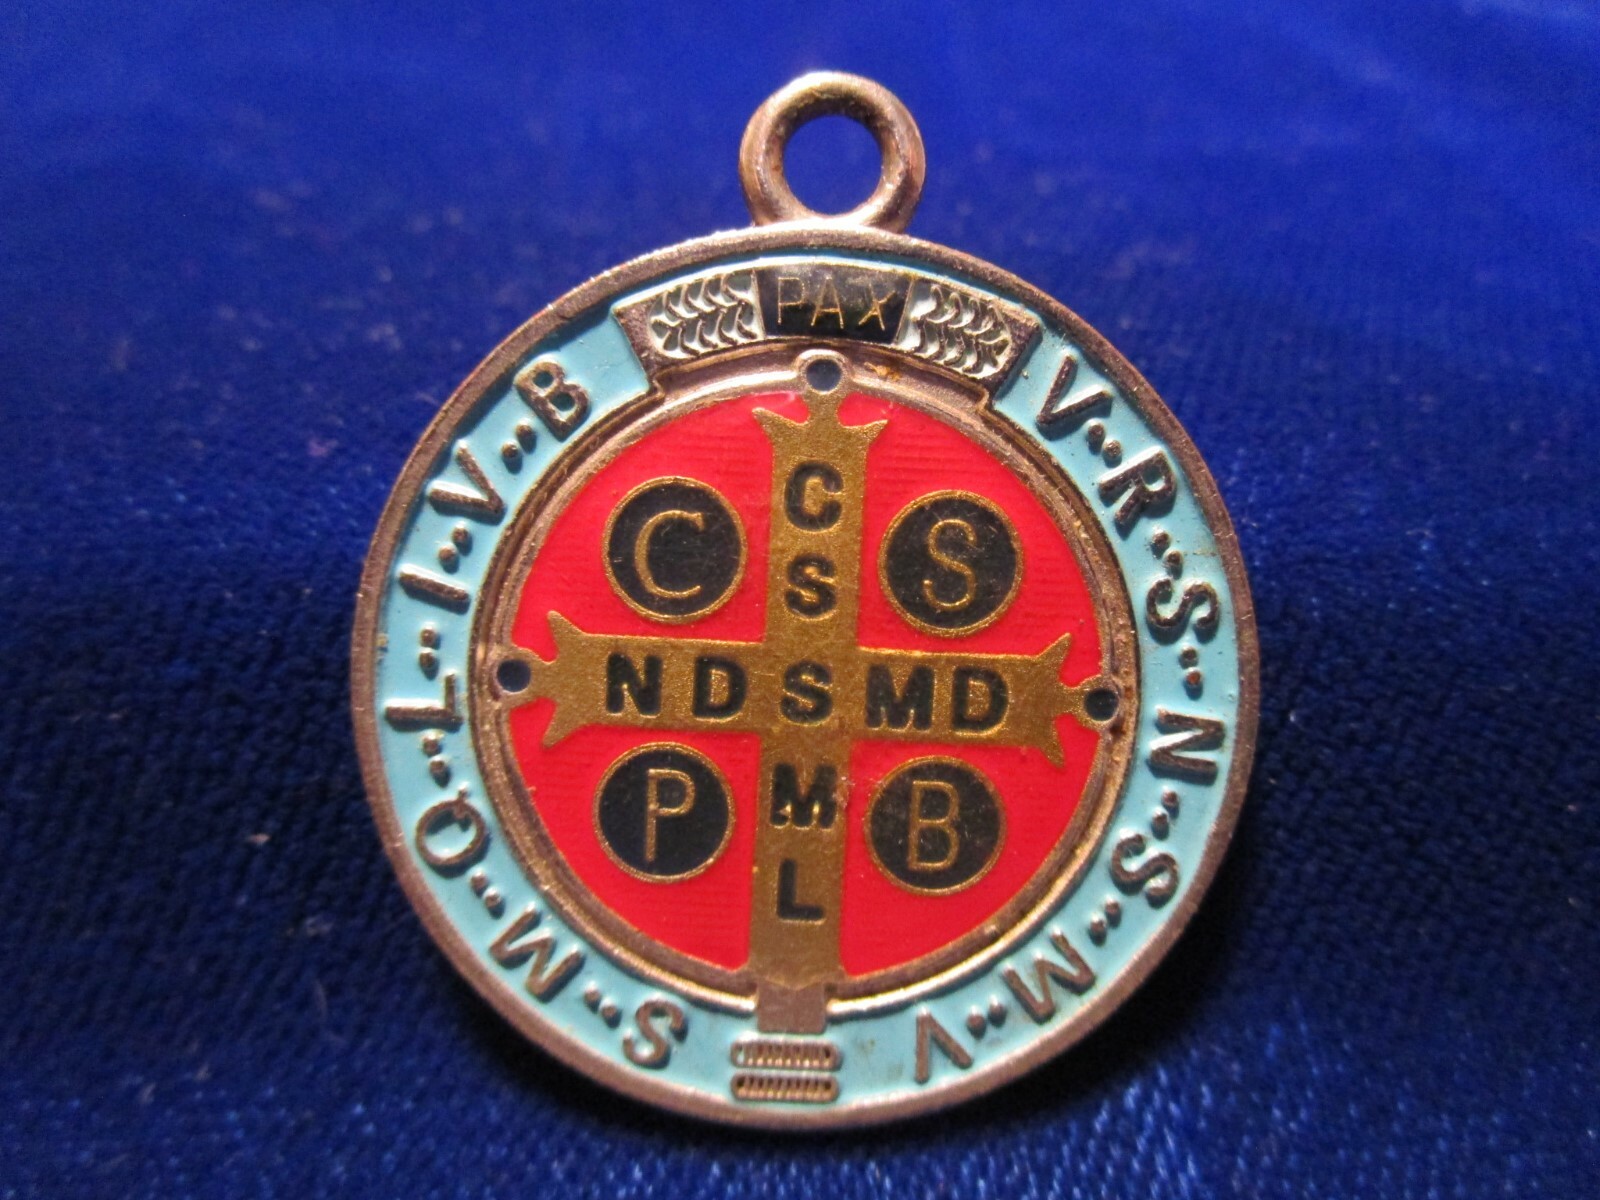 PAX
V··R··S··N··S··M··V
S··M··Q··L··I··V··B
C S
C
S
N D S M D
M
L
P B